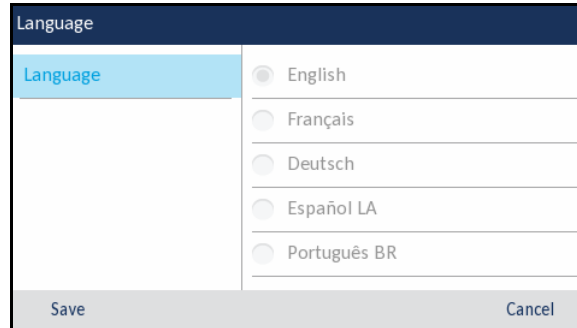 Language
Language
English
Français
Deutsch
Español LA
Português BR
Save
Cancel